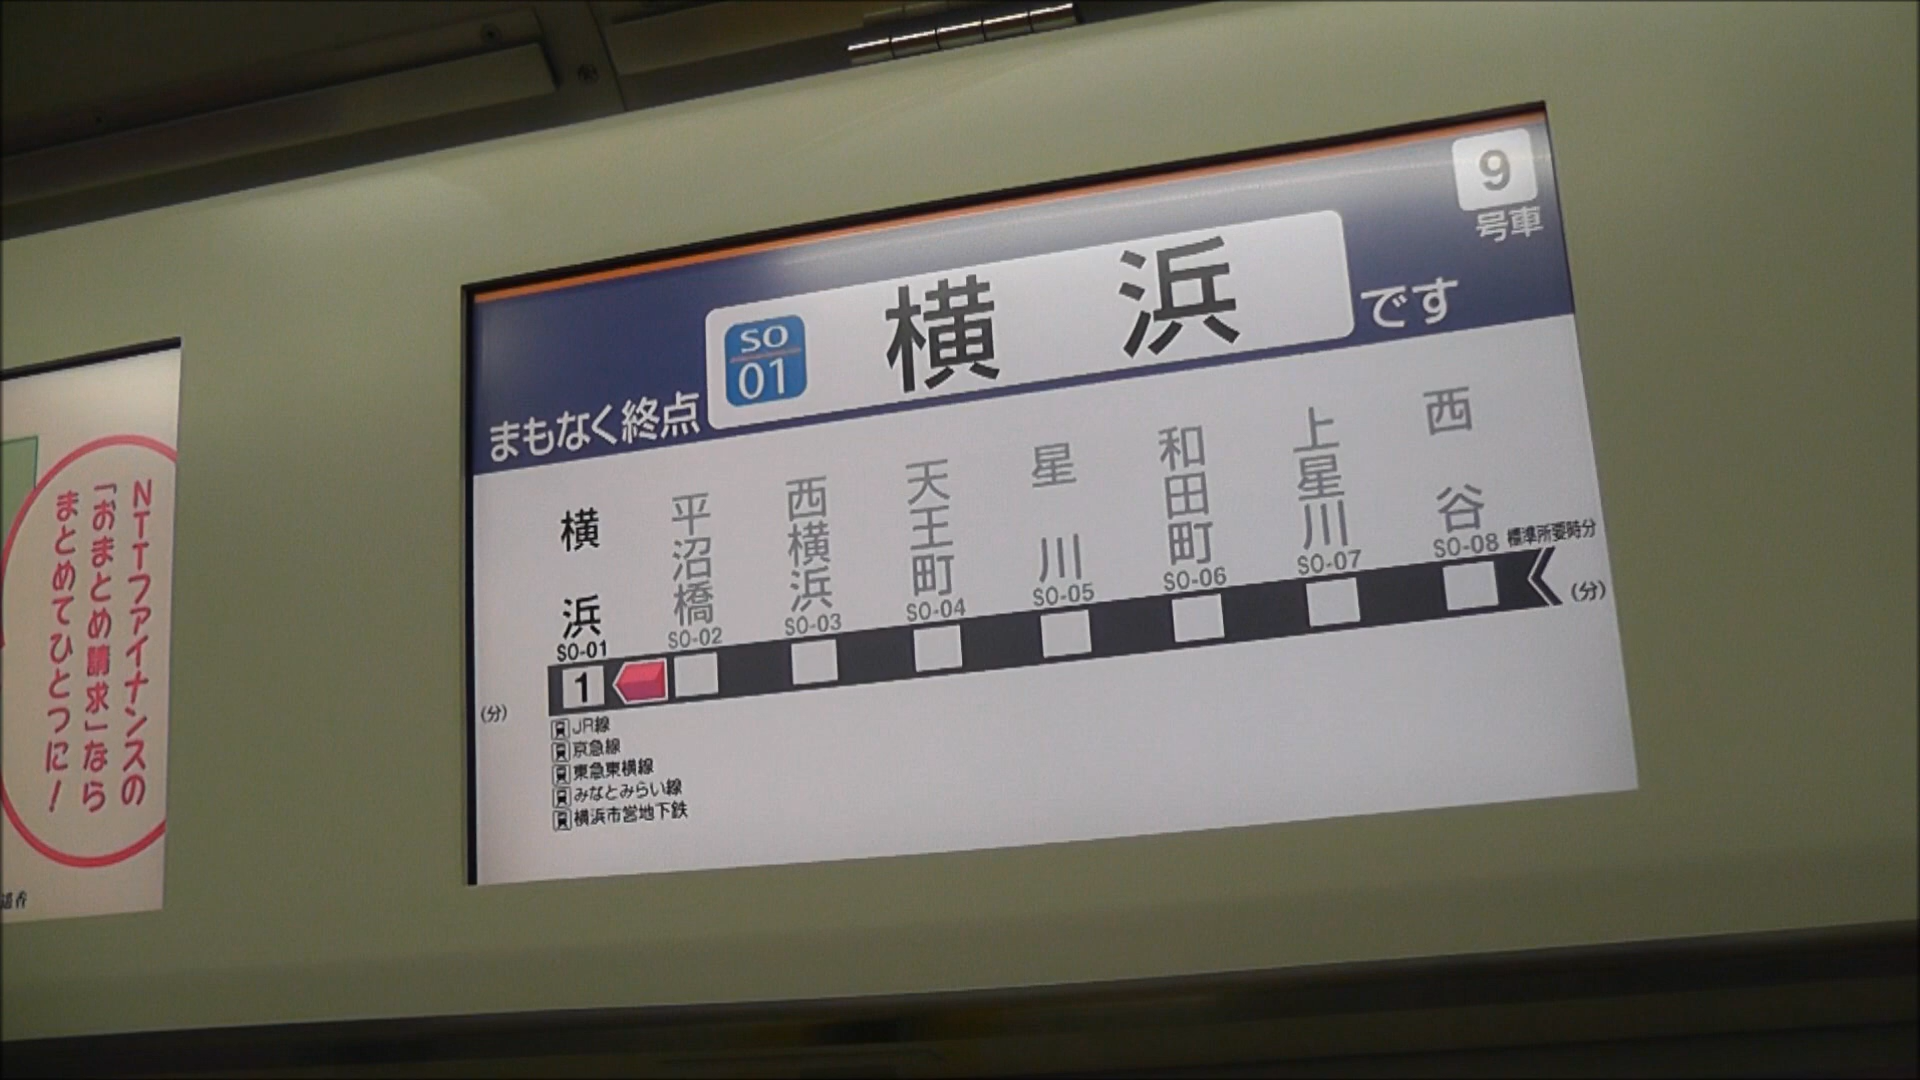 9
号車
SO
01
横浜
まもなく終点
です
横浜
平沼橋
西横浜
天王町
星川
和田町
上星川
西谷
SO-01
SO-02
SO-03
SO-04
SO-05
SO-06
SO-07
SO-08
標準所要時分
(分)
1
(分)
JR線
京急線
東急東横線
みなとみらい線
横浜市営地下鉄
NTTファイナンスの
「おまとめ請求」なら
まとめてひとつに!